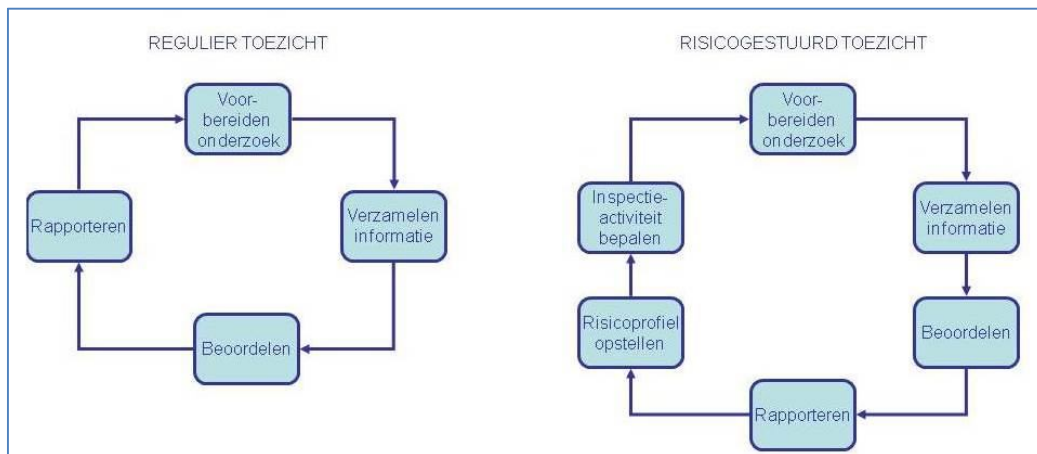 REGULIER TOEZICHT
Voor-
bereiden
onderzoek
Verzamelen
informatie
Beoordelen
Rapporteren
RISICOGESTUURD TOEZICHT
Voor-
bereiden
onderzoek
Verzamelen
informatie
Beoordelen
Rapporteren
Risicoprofiel
opstellen
Inspectie-
activiteit
bepalen